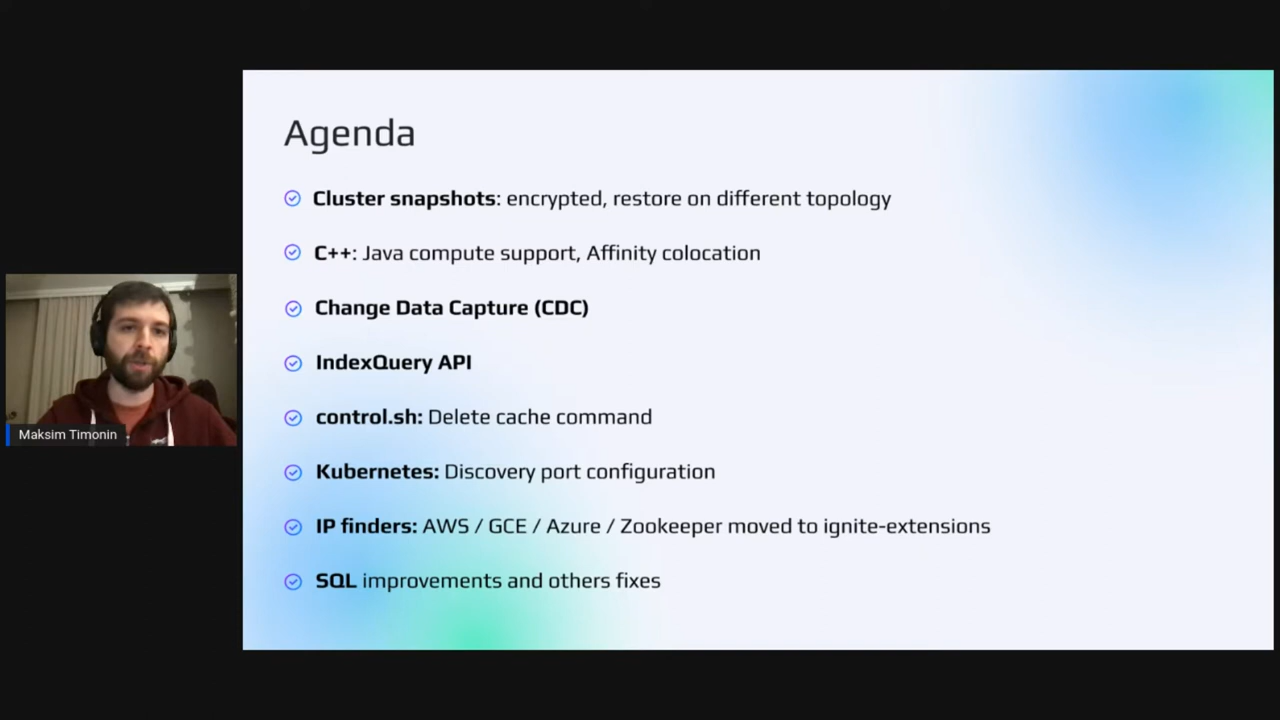 Agenda
Cluster snapshots: encrypted, restore on different topology
C++: Java compute support, Affinity colocation
Change Data Capture (CDC)
IndexQuery API
control.sh: Delete cache command
Kubernetes: Discovery port configuration
IP finders: AWS / GCE / Azure / Zookeeper moved to ignite-extensions
SQL improvements and others fixes
Maksim Timonin